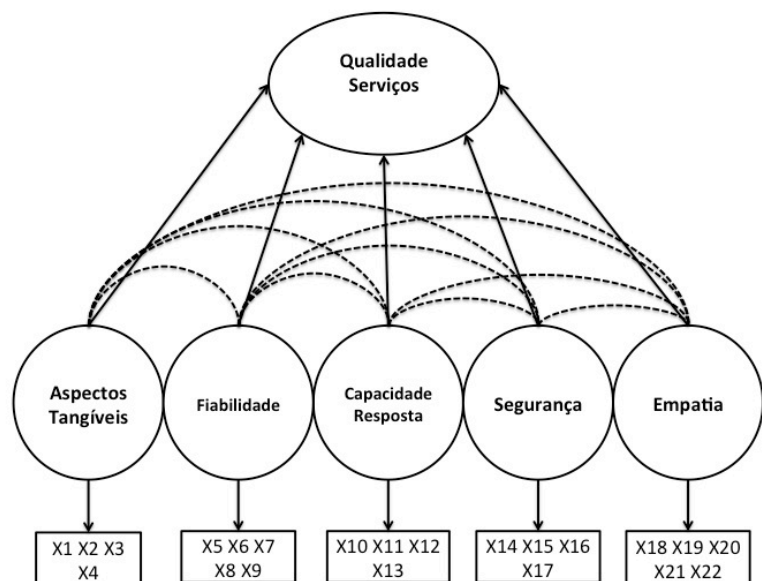 Qualidade
Serviços
Aspectos
Tangíveis
Fiabilidade
Capacidade
Resposta
Segurança
Empatia
X1 X2 X3
X4
X5 X6 X7
X8 X9
X10 X11 X12
X13
X14 X15 X16
X17
X18 X19 X20
X21 X22